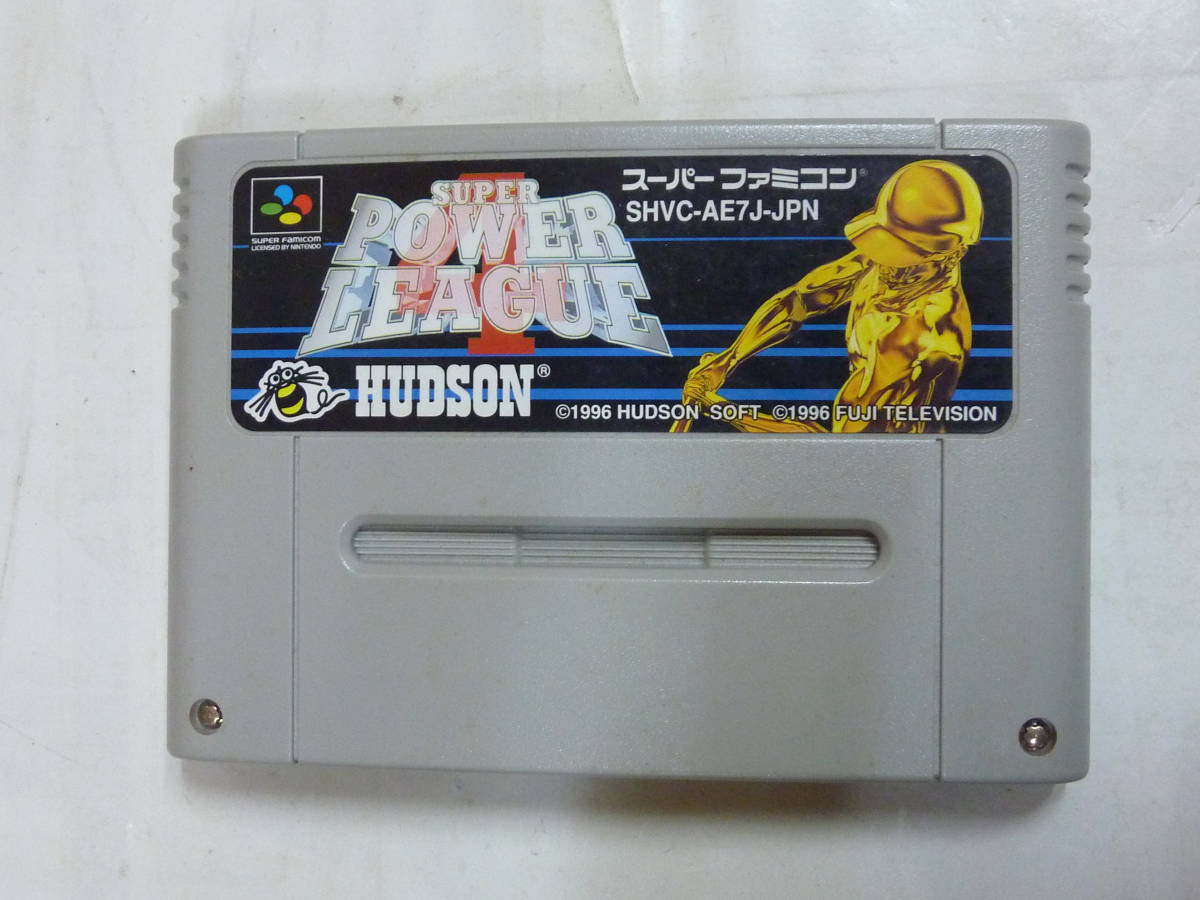 SUPER FAMICOM
LICENSED BY NINTENDO
SUPER
POWER
LEAGUE
スーパーファミコン®
SHVC-AE7J-JPN
HUDSON®
©1996 HUDSON SOFT ©1996 FUJI TELEVISION